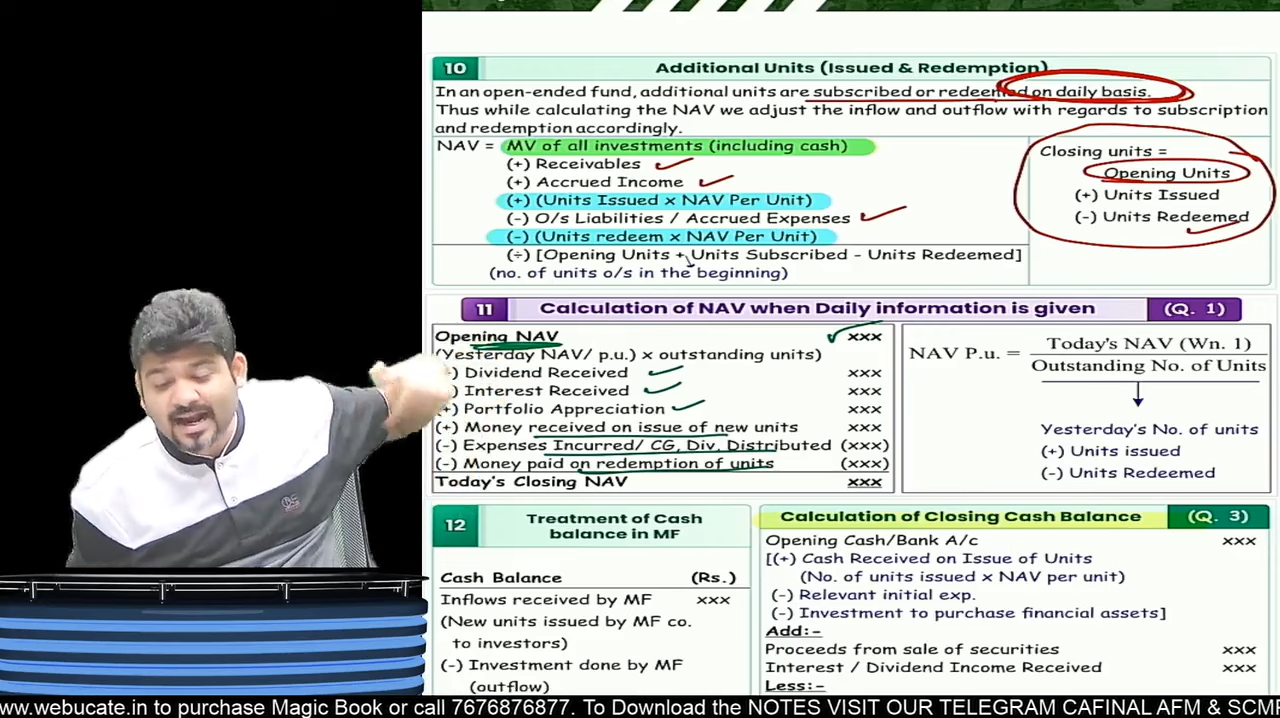 10 Additional Units (Issued & Redemption)
In an open-ended fund, additional units are subscribed or redeemed on daily basis.
Thus while calculating the NAV we adjust the inflow and outflow with regards to subscription
and redemption accordingly.
NAV = MV of all investments (including cash)
(+) Receivables
(+) Accrued Income
(+) (Units Issued x NAV Per Unit)
(-) O/s Liabilities / Accrued Expenses
(-) (Units redeem x NAV Per Unit)
(÷) [Opening Units + Units Subscribed - Units Redeemed]
(no. of units o/s in the beginning)
Closing units =
Opening Units
(+) Units Issued
(-) Units Redeemed
11 Calculation of NAV when Daily information is given (Q. 1)
Opening NAV xxx
(Yesterday NAV/ p.u.) x outstanding units)
Dividend Received xxx
Interest Received xxx
(+) Portfolio Appreciation xxx
(+) Money received on issue of new units xxx
(-) Expenses Incurred/ CG, Div, Distributed (xxx)
(-) Money paid on redemption of units (xxx)
Today's Closing NAV xxx
NAV P.u. = Today's NAV (Wn. 1)
Outstanding No. of Units
Yesterday's No. of units
(+) Units issued
(-) Units Redeemed
12 Treatment of Cash
balance in MF
Cash Balance (Rs.)
Inflows received by MF xxx
(New units issued by MF co.
to investors)
(-) Investment done by MF
(outflow)
Calculation of Closing Cash Balance (Q. 3)
Opening Cash/Bank A/c xxx
[(+) Cash Received on Issue of Units
(No. of units issued x NAV per unit)
(-) Relevant initial exp.
(-) Investment to purchase financial assets]
Add:-
Proceeds from sale of securities xxx
Interest / Dividend Income Received xxx
Less:-
www.webucate.in to purchase Magic Book or call 7676876877. To Download the NOTES VISIT OUR TELEGRAM CAFINAL AFM & SCM